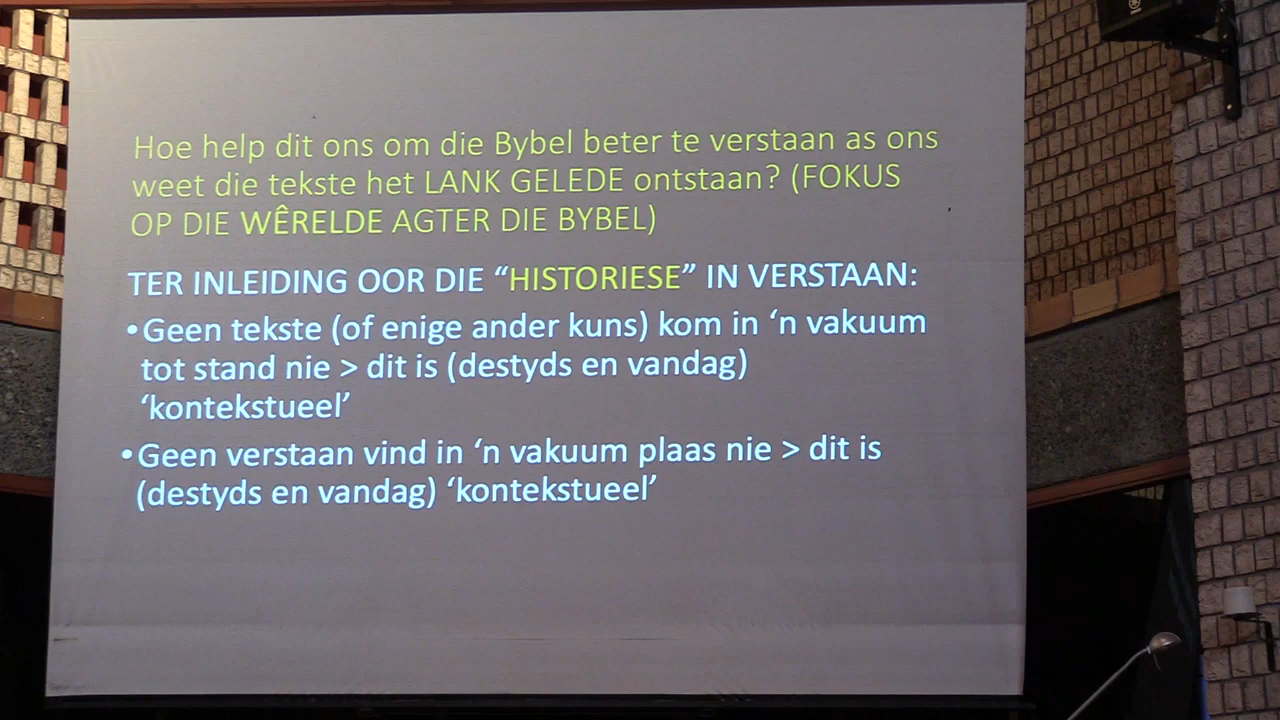 Hoe help dit ons om die Bybel beter te verstaan as ons
weet die tekste het LANK GELEDE ontstaan? (FOKUS
OP DIE WÊRELDE AGTER DIE BYBEL)
TER INLEIDING OOR DIE “HISTORIESE” IN VERSTAAN:
•Geen tekste (of enige ander kuns) kom in ‘n vakuum
tot stand nie > dit is (destyds en vandag)
‘kontekstueel’
•Geen verstaan vind in ‘n vakuum plaas nie > dit is
(destyds en vandag) ‘kontekstueel’